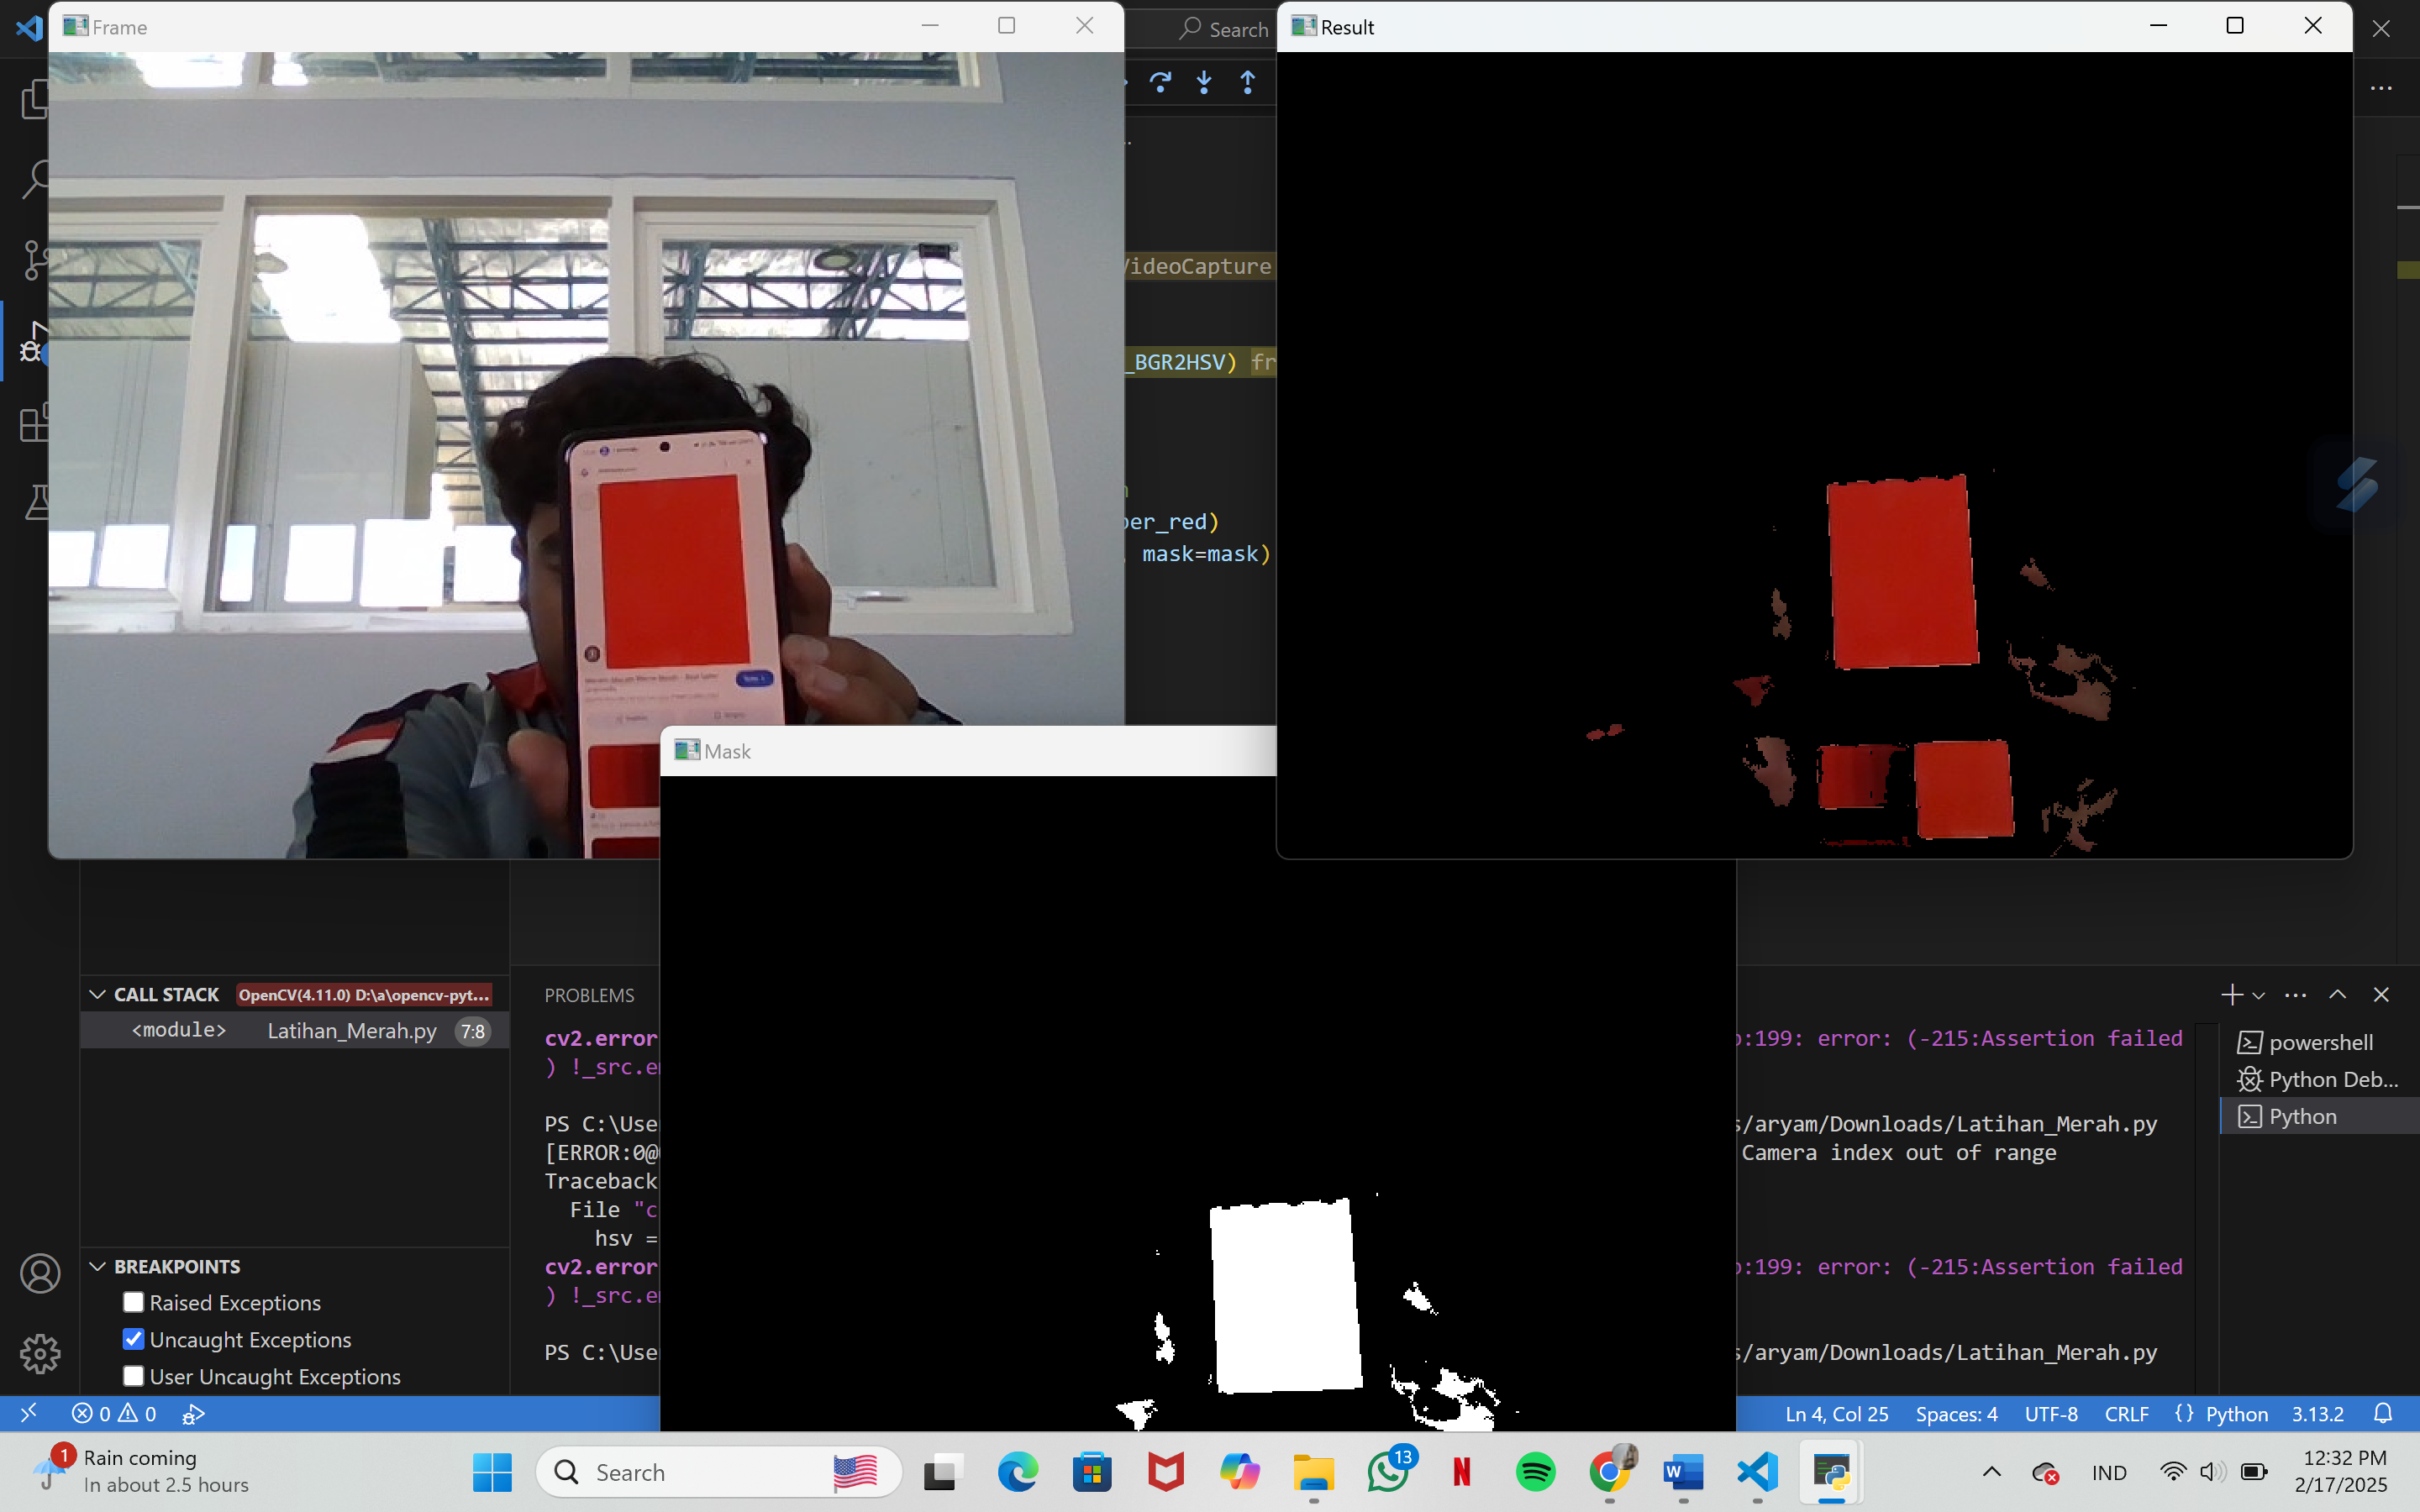 Frame
Search
Result
VideoCapture
_BGR2HSV) fr
per_red)
mask=mask)
Mask
CALL STACK
OpenCV(4.11.0) D:\a\opencv-pyt...
<module>
Latihan_Merah.py
7:8
BREAKPOINTS
Raised Exceptions
Uncaught Exceptions
User Uncaught Exceptions
PROBLEMS
cv2.error
:199: error: (-215:Assertion failed
) !_src.em
PS C:\Use
s/aryam/Downloads/Latihan_Merah.py
[ERROR:0@
Camera index out of range
Traceback
File "c
hsv =
cv2.error
:199: error: (-215:Assertion failed
) !_src.em
PS C:\Use
s/aryam/Downloads/Latihan_Merah.py
powershell
Python Deb...
Python
0 0
Ln 4, Col 25
Spaces: 4
UTF-8
CRLF
{ } Python
3.13.2
1
Rain coming
In about 2.5 hours
Search
13
IND
12:32 PM
2/17/2025